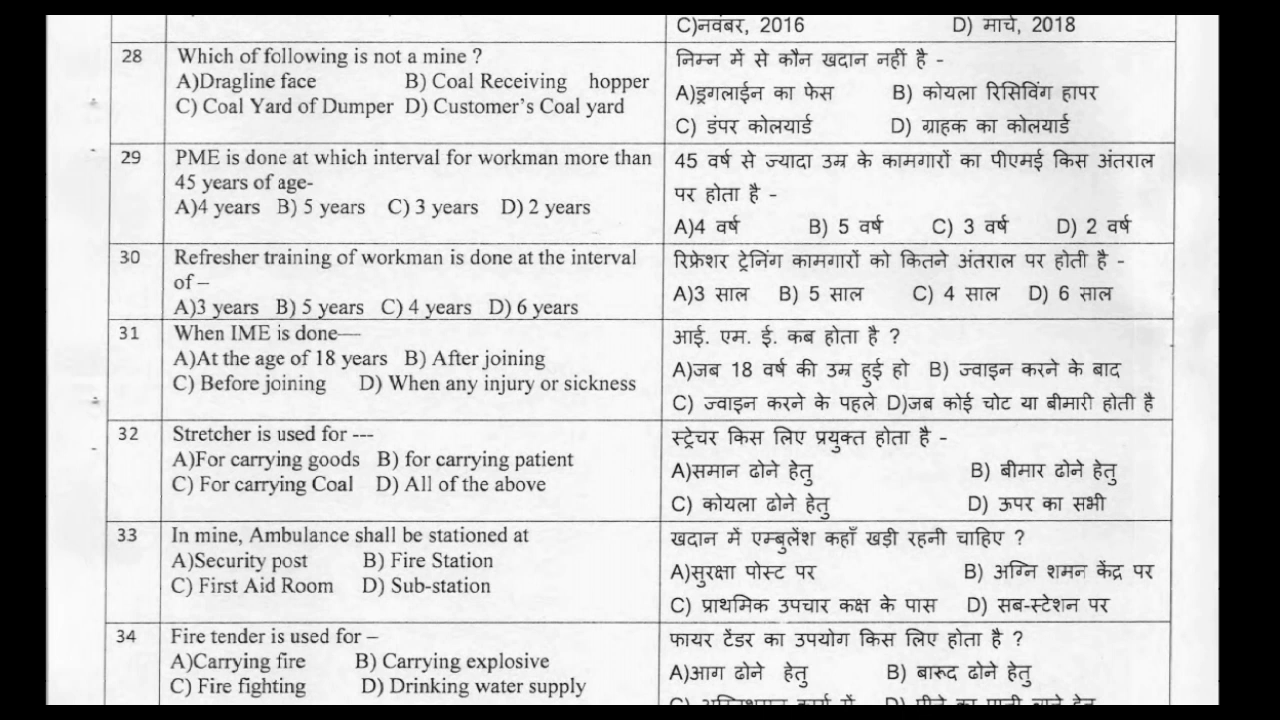 C)नवंबर, 2016 D) मार्च, 2018
28 Which of following is not a mine ?
A)Dragline face B) Coal Receiving hopper
C) Coal Yard of Dumper D) Customer's Coal yard
निम्न में से कौन खदान नहीं है -
A)ड्रगलाईन का फेस B) कोयला रिसिविंग हापर
C) डंपर कोलयार्ड D) ग्राहक का कोलयार्ड
29 PME is done at which interval for workman more than
45 years of age-
A)4 years B) 5 years C) 3 years D) 2 years
45 वर्ष से ज्यादा उम्र के कामगारों का पीएमई किस अंतराल
पर होता है -
A)4 वर्ष B) 5 वर्ष C) 3 वर्ष D) 2 वर्ष
30 Refresher training of workman is done at the interval
of –
A)3 years B) 5 years C) 4 years D) 6 years
रिफ्रेशर ट्रेनिंग कामगारों को कितने अंतराल पर होती है -
A)3 साल B) 5 साल C) 4 साल D) 6 साल
31 When IME is done----
A)At the age of 18 years B) After joining
C) Before joining D) When any injury or sickness
आई. एम. ई. कब होता है ?
A)जब 18 वर्ष की उम्र हुई हो B) ज्वाइन करने के बाद
C) ज्वाइन करने के पहले D)जब कोई चोट या बीमारी होती है
32 Stretcher is used for ---
A)For carrying goods B) for carrying patient
C) For carrying Coal D) All of the above
स्ट्रेचर किस लिए प्रयुक्त होता है -
A)समान ढोने हेतु B) बीमार ढोने हेतु
C) कोयला ढोने हेतु D) ऊपर का सभी
33 In mine, Ambulance shall be stationed at
A)Security post B) Fire Station
C) First Aid Room D) Sub-station
खदान में एम्बुलेंश कहाँ खड़ी रहनी चाहिए ?
A)सुरक्षा पोस्ट पर B) अग्नि शमन केंद्र पर
C) प्राथमिक उपचार कक्ष के पास D) सब-स्टेशन पर
34 Fire tender is used for –
A)Carrying fire B) Carrying explosive
C) Fire fighting D) Drinking water supply
फायर टेंडर का उपयोग किस लिए होता है ?
A)आग ढोने हेतु B) बारुद ढोने हेतु